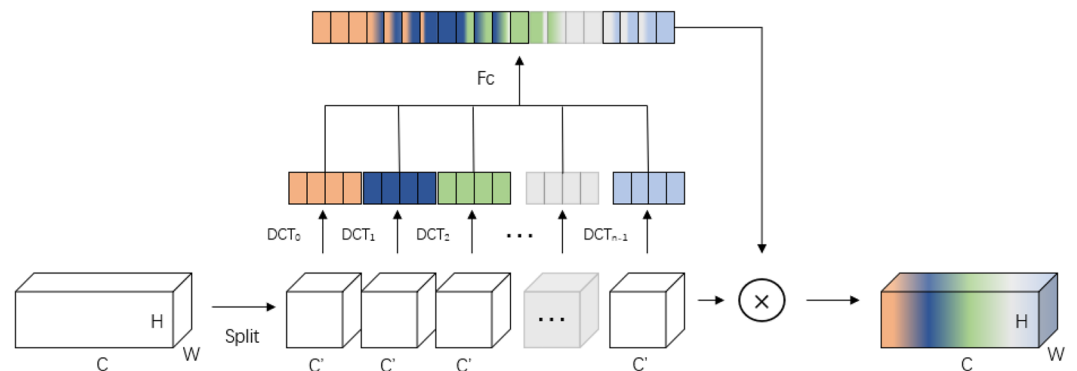 Fc
DCT₀ DCT₁ DCT₂ ... DCTₙ₋₁
H
W
C
Split
C' C' C' ... C'
×
H
W
C